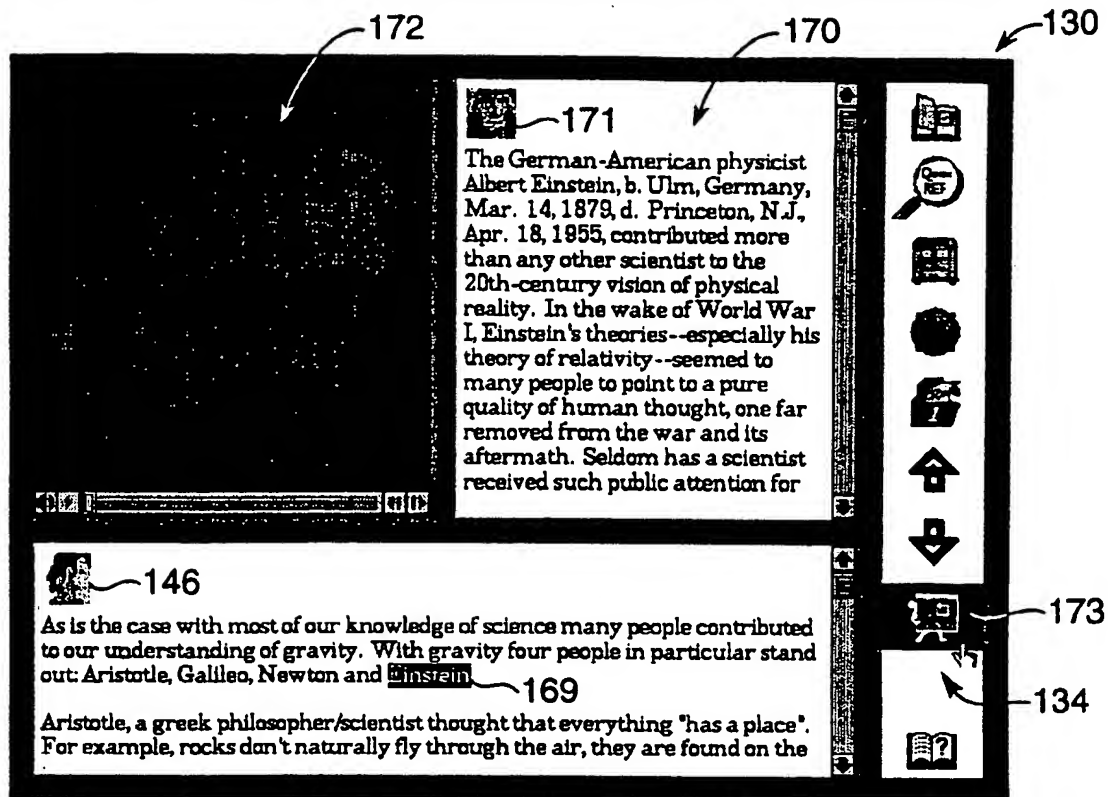 172
170
130
171
The German-American physicist
Albert Einstein, b. Ulm, Germany,
Mar. 14, 1879, d. Princeton, N.J.,
Apr. 18, 1955, contributed more
than any other scientist to the
20th-century vision of physical
reality. In the wake of World War
I, Einstein's theories--especially his
theory of relativity--seemed to
many people to point to a pure
quality of human thought, one far
removed from the war and its
aftermath. Seldom has a scientist
received such public attention for
REF
1
146
173
As is the case with most of our knowledge of science many people contributed
to our understanding of gravity. With gravity four people in particular stand
out: Aristotle, Galileo, Newton and Einstein
169
134
Aristotle, a greek philosopher/scientist thought that everything "has a place".
For example, rocks don't naturally fly through the air, they are found on the
?